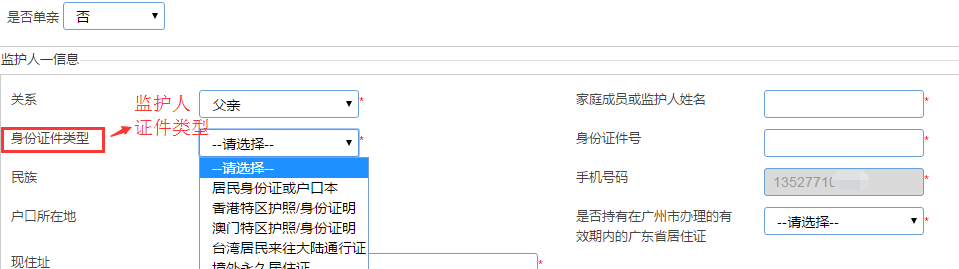 是否单亲 否
监护人一信息
关系 父亲 * 家庭成员或监护人姓名 *
监护人
证件类型
身份证件类型 --请选择-- * 身份证件号 *
--请选择--
居民身份证或户口本
香港特区护照/身份证明
澳门特区护照/身份证明
台湾居民来往大陆通行证
境外永久居住证
民族 手机号码 13527710 *
户口所在地 是否持有在广州市办理的有
效期内的广东省居住证 --请选择-- *
现住址 *